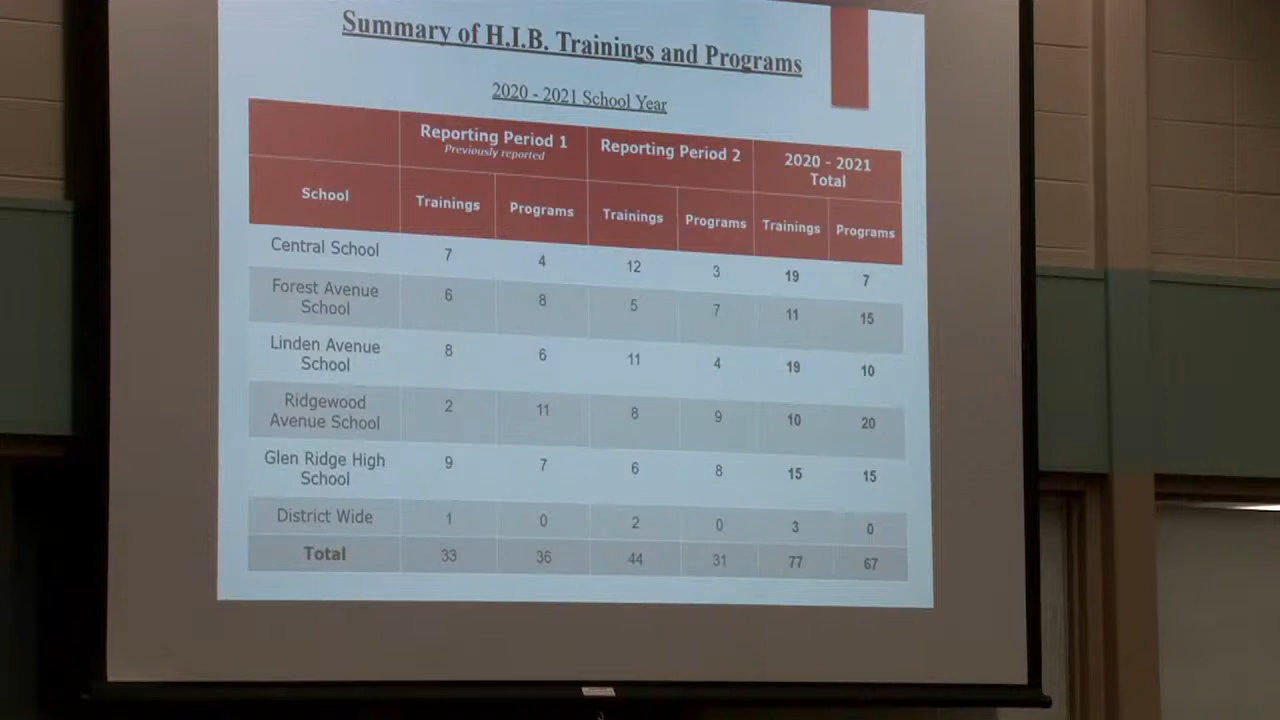 Summary of H.I.B. Trainings and Programs
2020 - 2021 School Year
Reporting Period 1 Reporting Period 2 2020 - 2021
Previously reported Total
School Trainings Programs Trainings Programs Trainings Programs
Central School 7 4 12 3 19 7
Forest Avenue
School 6 8 5 7 11 15
Linden Avenue
School 8 6 11 4 19 10
Ridgewood
Avenue School 2 11 8 9 10 20
Glen Ridge High
School 9 7 6 8 15 15
District Wide 1 0 2 0 3 0
Total 33 36 44 31 77 67